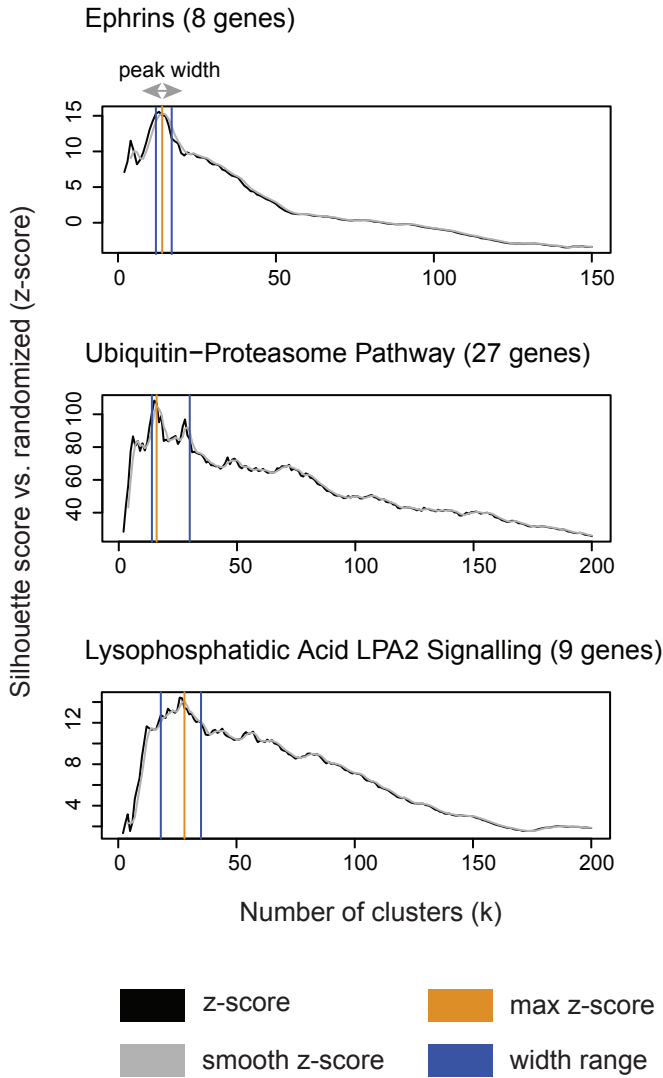 Ephrins (8 genes)
peak width
Silhouette score vs. randomized (z-score)
15
10
5
0
0 50 100 150
Ubiquitin−Proteasome Pathway (27 genes)
100
80
60
40
0 50 100 150 200
Lysophosphatidic Acid LPA2 Signalling (9 genes)
12
8
4
0 50 100 150 200
Number of clusters (k)
z-score max z-score
smooth z-score width range